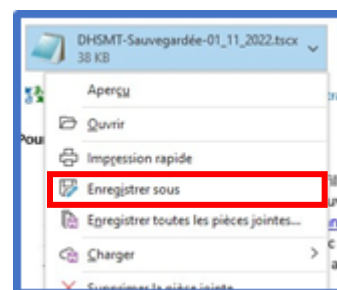 DHSMT-Sauvegardée-01_11_2022.tscx
38 KB
Aperçu
Ouvrir
Pou
Impression rapide
Enregistrer sous
Enregistrer toutes les pièces jointes...
Charger
Supprimer la pièce jointe